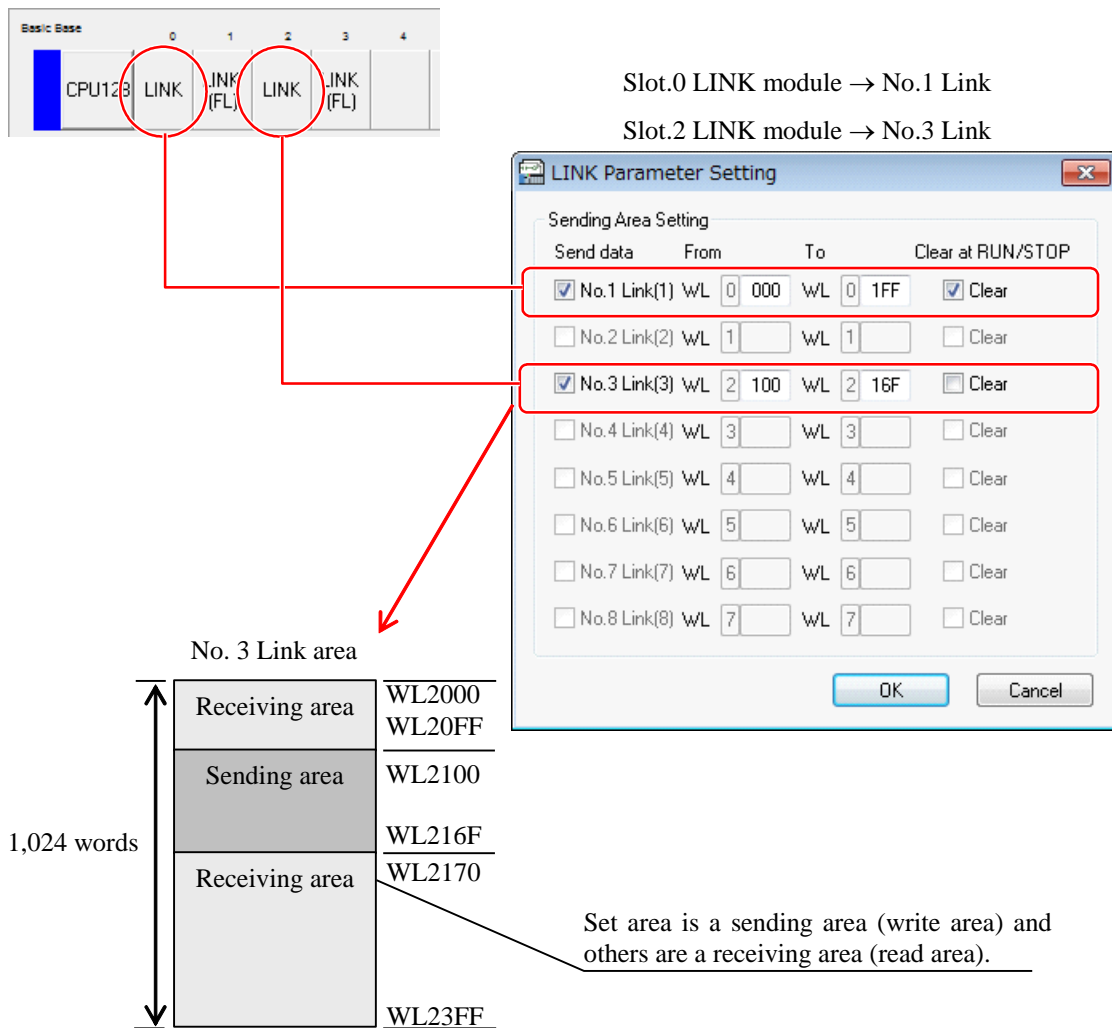 Basic Base
0 1 2 3 4
CPU128 LINK LINK (FL) LINK LINK (FL)
Slot.0 LINK module → No.1 Link
Slot.2 LINK module → No.3 Link
LINK Parameter Setting
Sending Area Setting
Send data From To Clear at RUN/STOP
No.1 Link(1) WL 0 000 WL 0 1FF Clear
No.2 Link(2) WL 1 WL 1 Clear
No.3 Link(3) WL 2 100 WL 2 16F Clear
No.4 Link(4) WL 3 WL 3 Clear
No.5 Link(5) WL 4 WL 4 Clear
No.6 Link(6) WL 5 WL 5 Clear
No.7 Link(7) WL 6 WL 6 Clear
No.8 Link(8) WL 7 WL 7 Clear
OK Cancel
No. 3 Link area
Receiving area WL2000
WL20FF
Sending area WL2100
1,024 words
WL216F
Receiving area WL2170
WL23FF
Set area is a sending area (write area) and
others are a receiving area (read area).